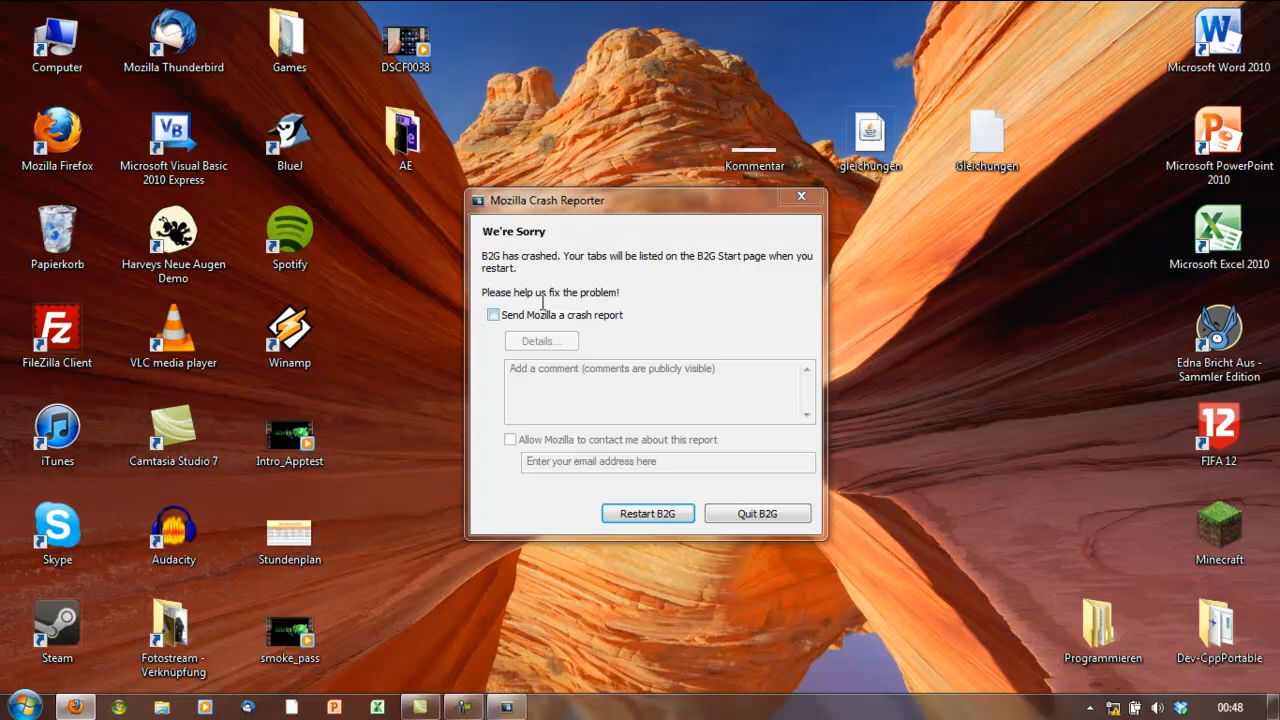 Computer
Mozilla Thunderbird
Games
DSCF0038
Microsoft Word 2010
Mozilla Firefox
Microsoft Visual Basic
2010 Express
BlueJ
AE
Kommentar
gleichungen
Gleichungen
Microsoft PowerPoint
2010
Papierkorb
Harveys Neue Augen
Demo
Spotify
Microsoft Excel 2010
FileZilla Client
VLC media player
Winamp
Edna Bricht Aus -
Sammler Edition
iTunes
Camtasia Studio 7
Intro_Apptest
12
FIFA 12
Skype
Audacity
Stundenplan
Minecraft
Steam
Fotostream -
Verknüpfung
smoke_pass
Programmieren
Dev-CppPortable
Mozilla Crash Reporter
We're Sorry
B2G has crashed. Your tabs will be listed on the B2G Start page when you
restart.
Please help us fix the problem!
Send Mozilla a crash report
Details...
Add a comment (comments are publicly visible)
Allow Mozilla to contact me about this report
Enter your email address here
Restart B2G
Quit B2G
00:48